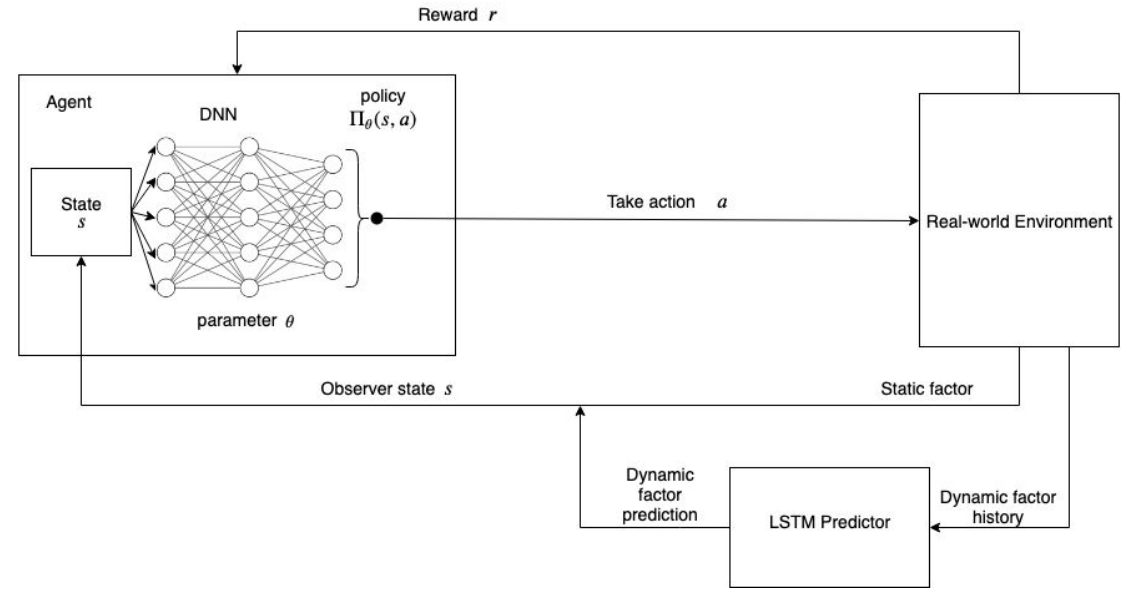 Reward r
Agent
DNN
policy
Πθ(s, a)
State
s
parameter θ
Take action a
Real-world Environment
Observer state s
Static factor
Dynamic
factor
prediction
LSTM Predictor
Dynamic factor
history